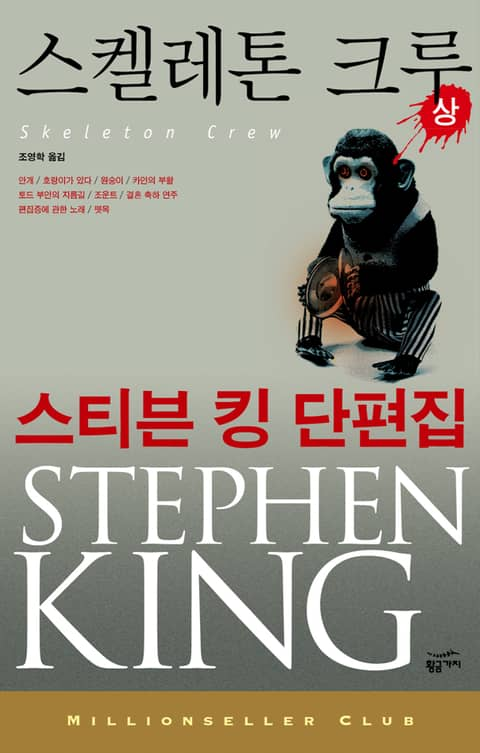 스켈레톤 크루
상
Skeleton Crew
조영학 옮김
안개 / 호랑이가 있다 / 원숭이 / 카인의 부활
토드 부인의 지름길 / 조운트 / 결혼 축하 연주
편집증에 관한 노래 / 뗏목
스티븐 킹 단편집
STEPHEN
KING
황금가지
MILLIONSELLER CLUB